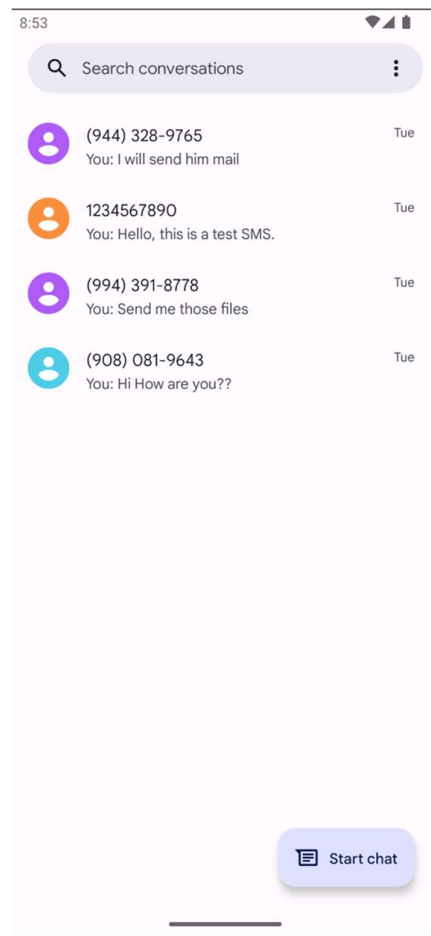 8:53
Search conversations
(944) 328-9765
Tue
You: I will send him mail
1234567890
Tue
You: Hello, this is a test SMS.
(994) 391-8778
Tue
You: Send me those files
(908) 081-9643
Tue
You: Hi How are you??
Start chat